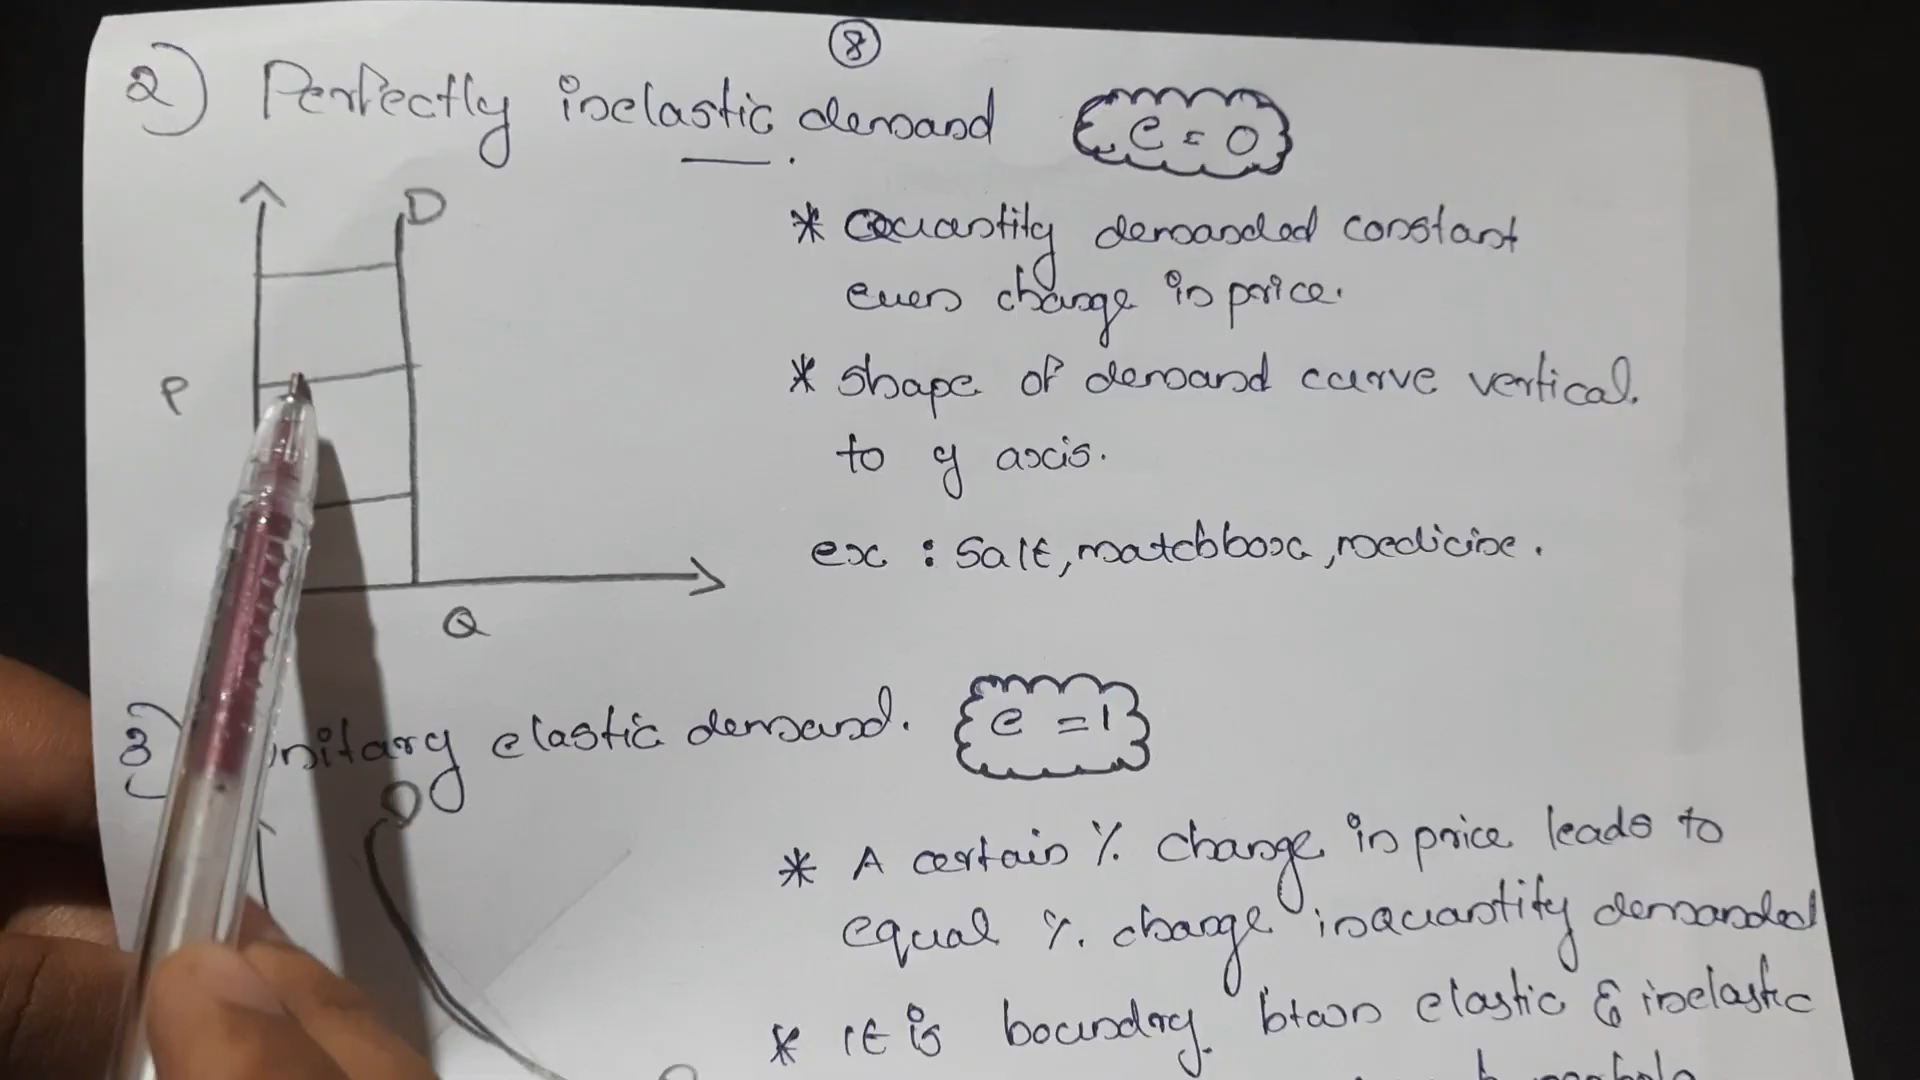 8
2) Perfectly inelastic demand e = 0
D
P
Q
* Quantity demanded constant
even change in price.
* shape of demand curve vertical.
to y axis.
ex : Salt, matchbox, medicine.
3) unitary elastic demand. e = 1
D
* A certain % change in price leads to
equal % change in quantity demanded
* It is boundry btwn elastic & inelastic